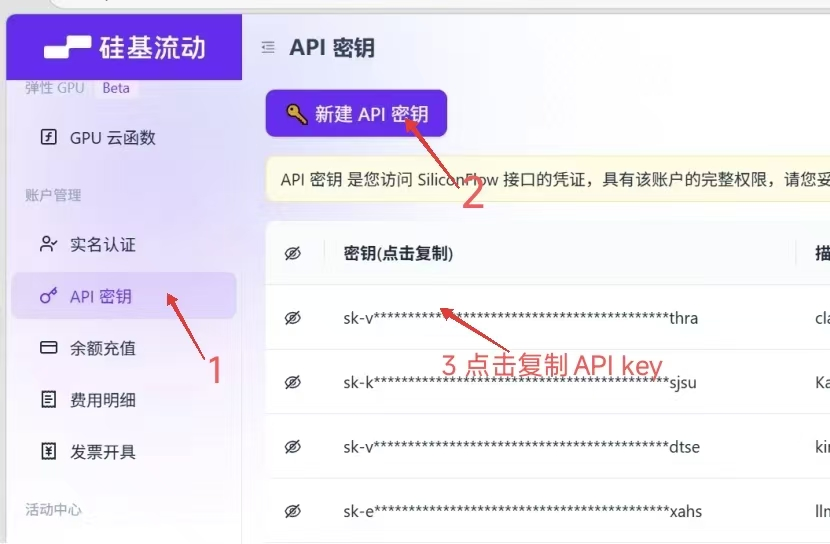 硅基流动
API 密钥
弹性 GPU Beta
新建 API 密钥
GPU 云函数
API 密钥 是您访问 SiliconFlow 接口的凭证，具有该账户的完整权限，请您妥
2
账户管理
实名认证
密钥(点击复制)
描
API 密钥
sk-v********************************************thra
cla
余额充值
1
3 点击复制 API key
sk-k********************************************sjsu
Ka
费用明细
sk-v********************************************dtse
kin
发票开具
活动中心
sk-e********************************************xahs
lln